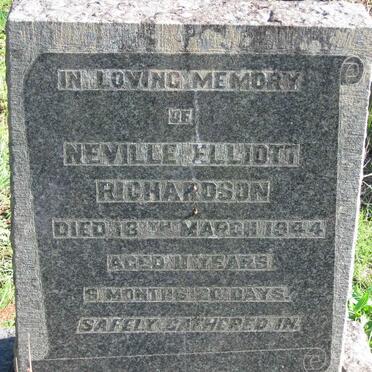 IN LOVING MEMORY
OF
NEVILLE ELLIOTT
RICHARDSON
DIED 13TH MARCH 1944
AGED 11 YEARS
9 MONTHS 20 DAYS.
SAFELY GATHERED IN.